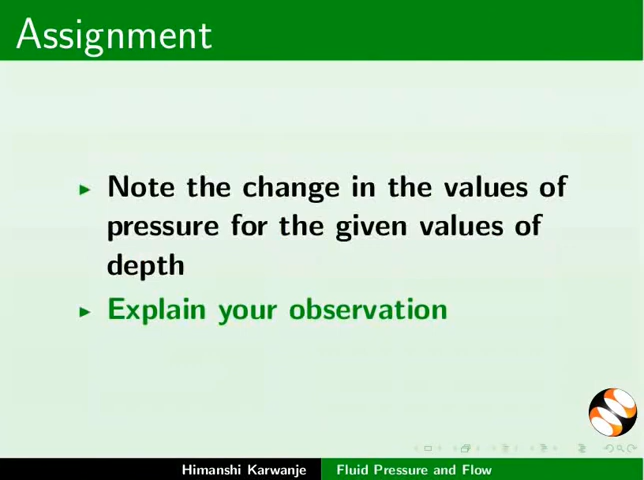 Assignment
Note the change in the values of
pressure for the given values of
depth
Explain your observation
Himanshi Karwanje
Fluid Pressure and Flow